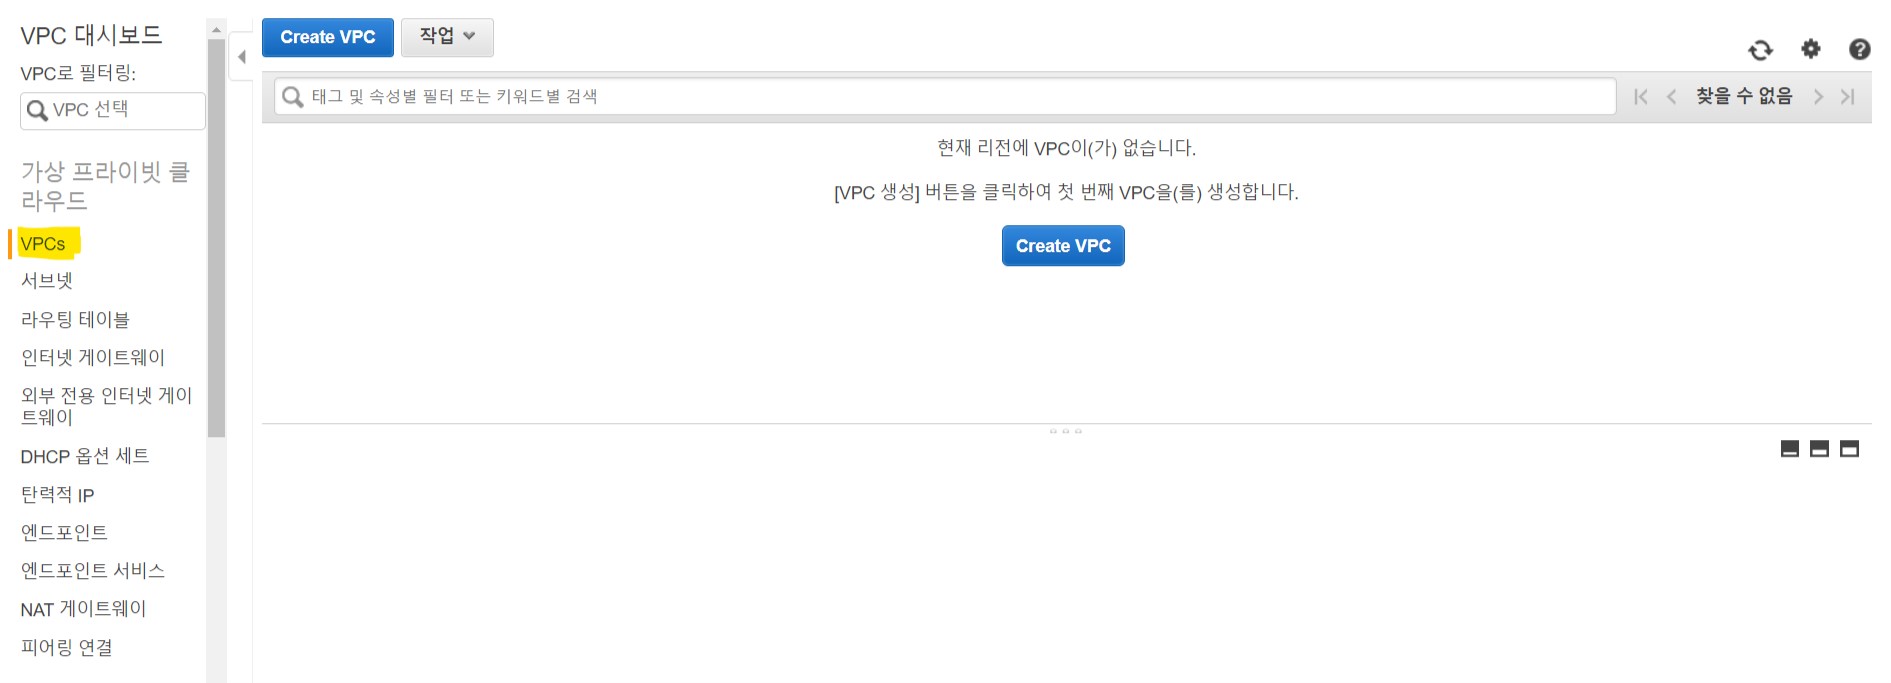 VPC 대시보드
VPC로 필터링:
VPC 선택
가상 프라이빗 클
라우드
VPCs
서브넷
라우팅 테이블
인터넷 게이트웨이
외부 전용 인터넷 게이
트웨이
DHCP 옵션 세트
탄력적 IP
엔드포인트
엔드포인트 서비스
NAT 게이트웨이
피어링 연결
Create VPC 작업
태그 및 속성별 필터 또는 키워드별 검색 찾을 수 없음
현재 리전에 VPC이(가) 없습니다.
[VPC 생성] 버튼을 클릭하여 첫 번째 VPC을(를) 생성합니다.
Create VPC